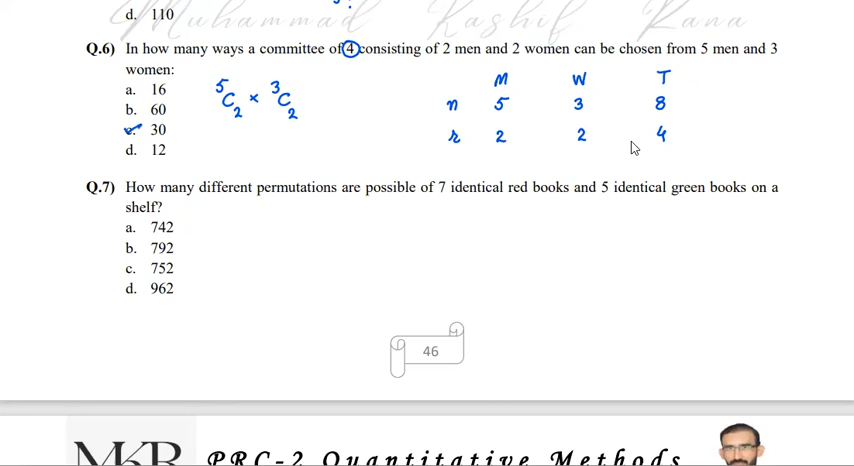 d. 110
Muhammad Kashif Rana
Q.6) In how many ways a committee of 4 consisting of 2 men and 2 women can be chosen from 5 men and 3
women:
a. 16
b. 60
c. 30
d. 12
⁵C₂ × ³C₂
M W T
n 5 3 8
r 2 2 4
Q.7) How many different permutations are possible of 7 identical red books and 5 identical green books on a
shelf?
a. 742
b. 792
c. 752
d. 962
46
MKR PRC-2 Quantitative Methods